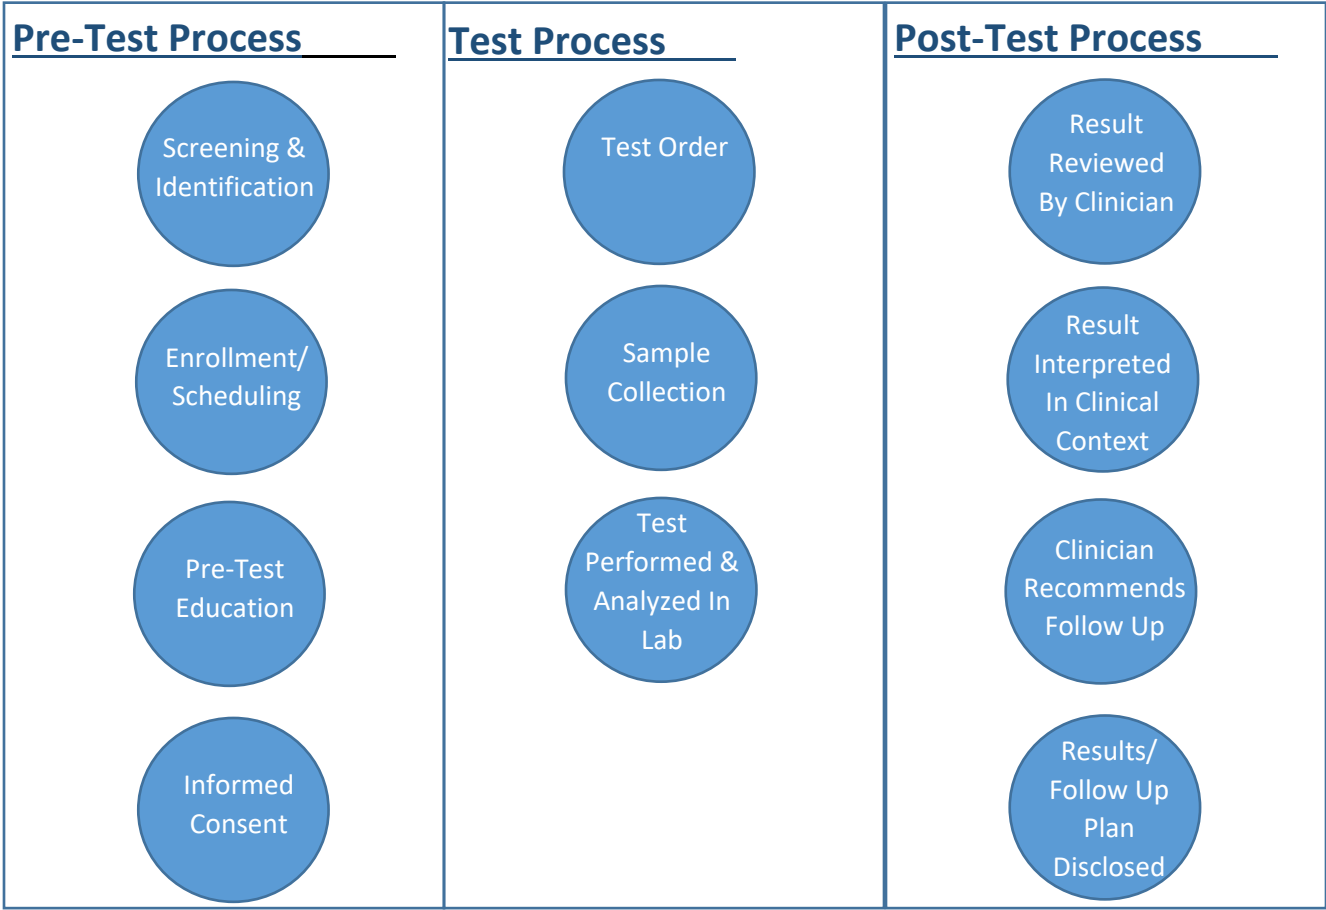 Pre-Test Process
Screening &
Identification
Enrollment/
Scheduling
Pre-Test
Education
Informed
Consent
Test Process
Test Order
Sample
Collection
Test
Performed &
Analyzed In
Lab
Post-Test Process
Result
Reviewed
By Clinician
Result
Interpreted
In Clinical
Context
Clinician
Recommends
Follow Up
Results/
Follow Up
Plan
Disclosed